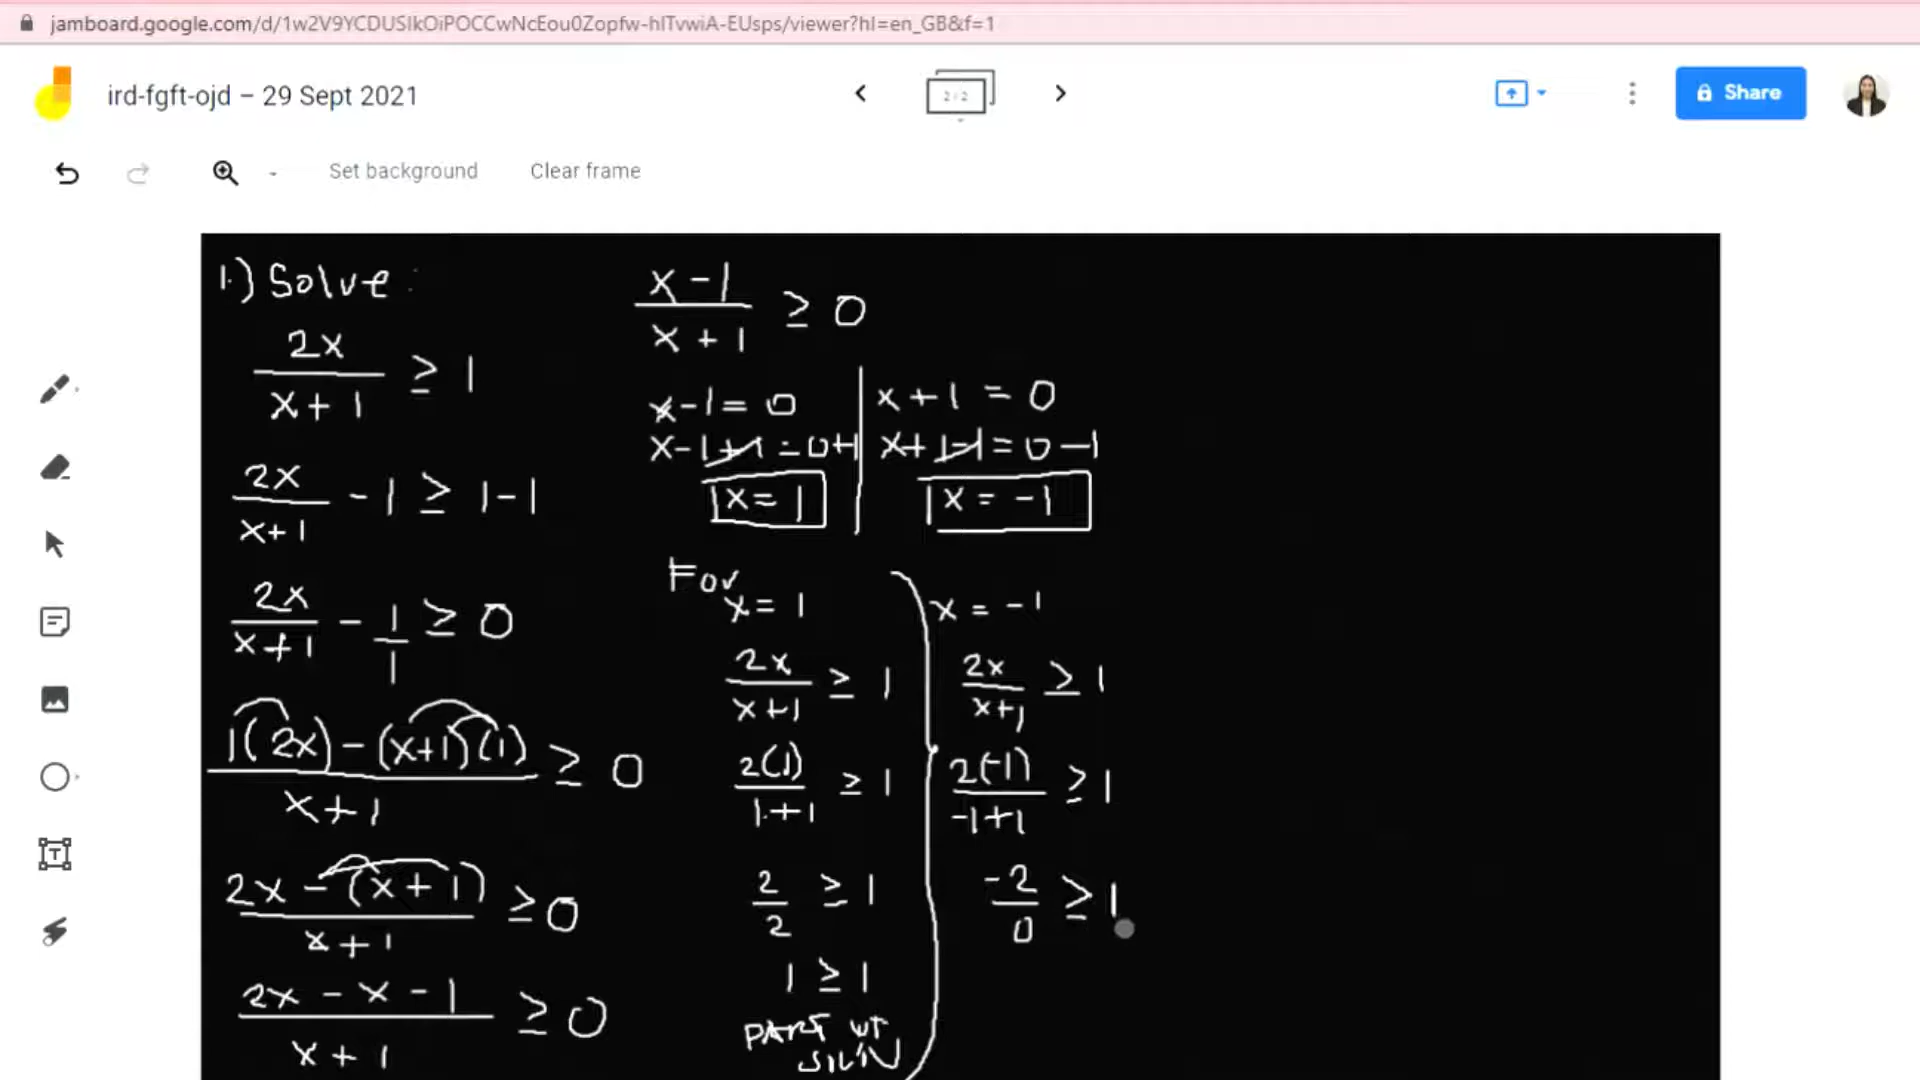 jamboard.google.com/d/1w2V9YCDUSIkOiPOCCwNcEou0Zopfw-hITvwiA-EUsps/viewer?hl=en_GB&f=1
ird-fgft-ojd – 29 Sept 2021
2 / 2
Share
Set background
Clear frame
1.) Solve :
2x / x+1 ≥ 1
2x / x+1 - 1 ≥ 1-1
2x / x+1 - 1/1 ≥ 0
1(2x) - (x+1)(1) / x+1 ≥ 0
2x - (x+1) / x+1 ≥ 0
2x - x - 1 / x+1 ≥ 0
x-1 / x+1 ≥ 0
x-1 = 0
x-1+1 = 0+1
x = 1
x+1 = 0
x+1-1 = 0-1
x = -1
For
x = 1
2x / x+1 ≥ 1
2(1) / 1+1 ≥ 1
2/2 ≥ 1
1 ≥ 1
PART
x = -1
2x / x+1 ≥ 1
2(-1) / -1+1 ≥ 1
-2/0 ≥ 1